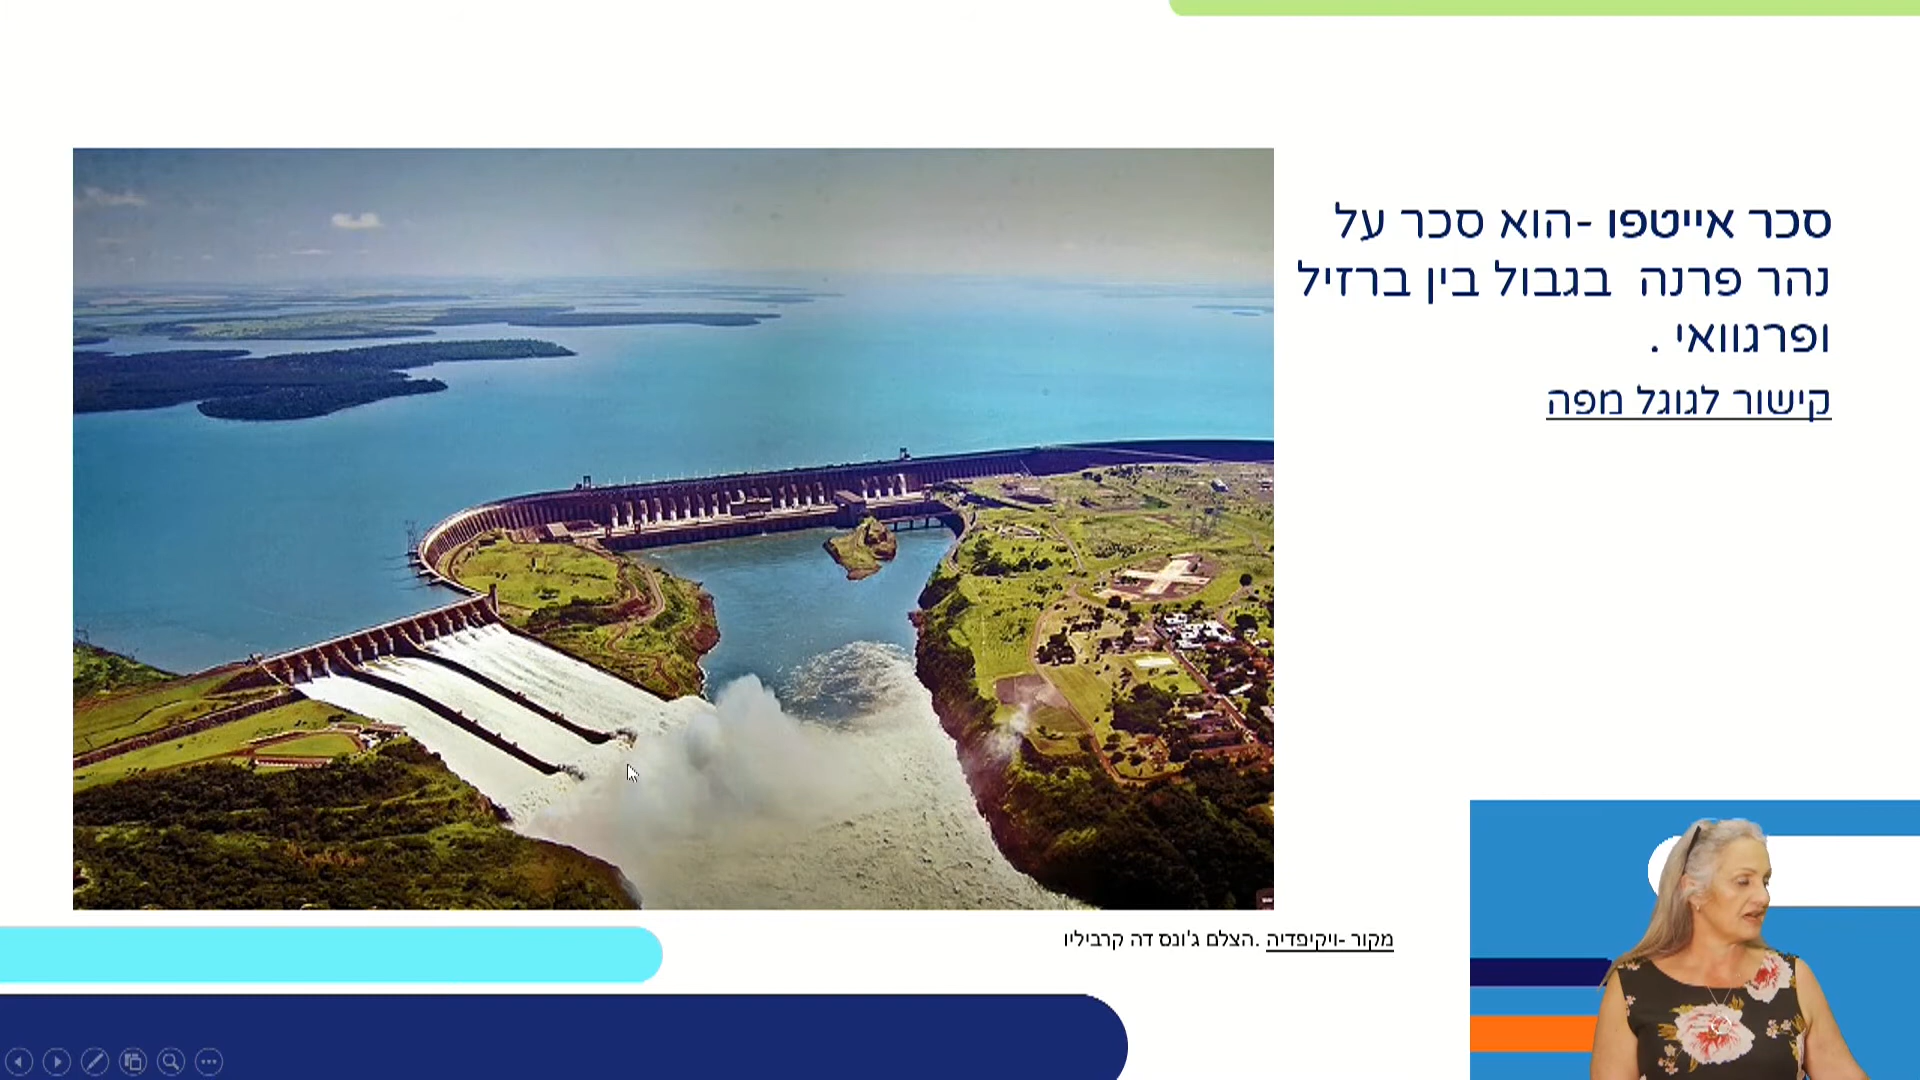 סכר אייטפו -הוא סכר על
נהר פרנה בגבול בין ברזיל
ופרגוואי .
קישור לגוגל מפה
מקור -ויקיפדיה .הצלם ג'ונס דה קרביליו